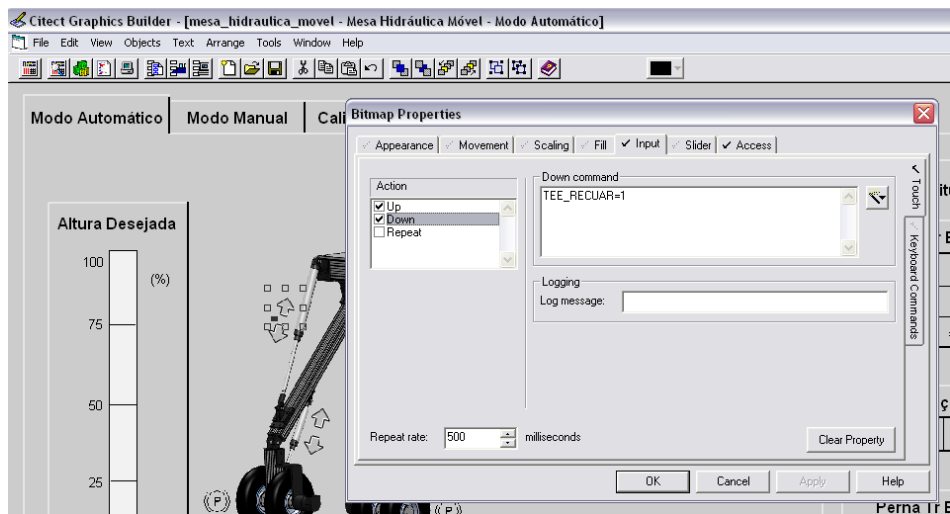 Citect Graphics Builder - [mesa_hidraulica_movel - Mesa Hidráulica Móvel - Modo Automático]
File Edit View Objects Text Arrange Tools Window Help
Modo Automático Modo Manual Cali
Bitmap Properties
Appearance Movement Scaling Fill Input Slider Access
Touch
Keyboard Commands
Action
Up
Down
Repeat
Down command
TEE_RECUAR=1
Logging
Log message:
Repeat rate: 500 milliseconds
Clear Property
OK Cancel Apply Help
Altura Desejada
100
(%)
75
50
25
(P)
(P)
Perna Tr E